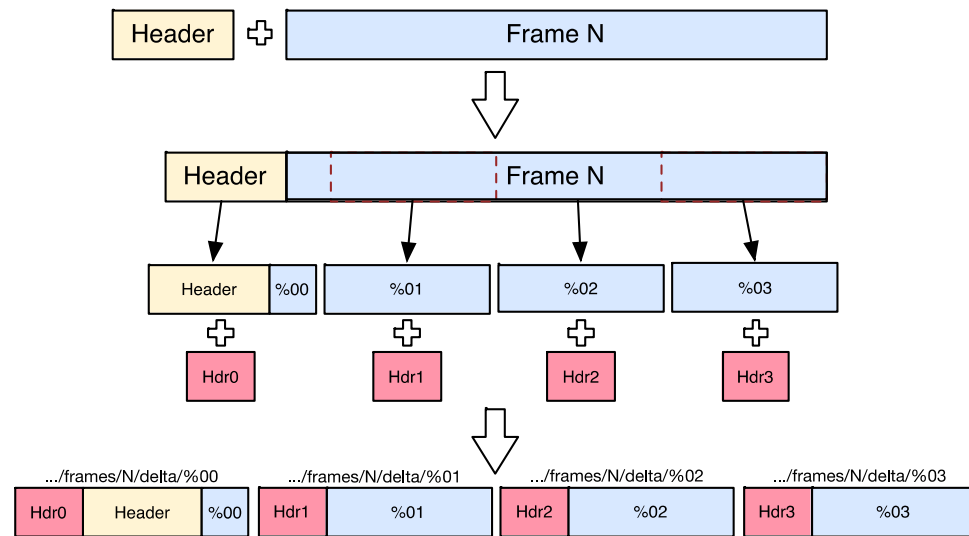 Header Frame N
Header Frame N
Header %00 %01 %02 %03
Hdr0 Hdr1 Hdr2 Hdr3
.../frames/N/delta/%00 .../frames/N/delta/%01 .../frames/N/delta/%02 .../frames/N/delta/%03
Hdr0 Header %00 Hdr1 %01 Hdr2 %02 Hdr3 %03